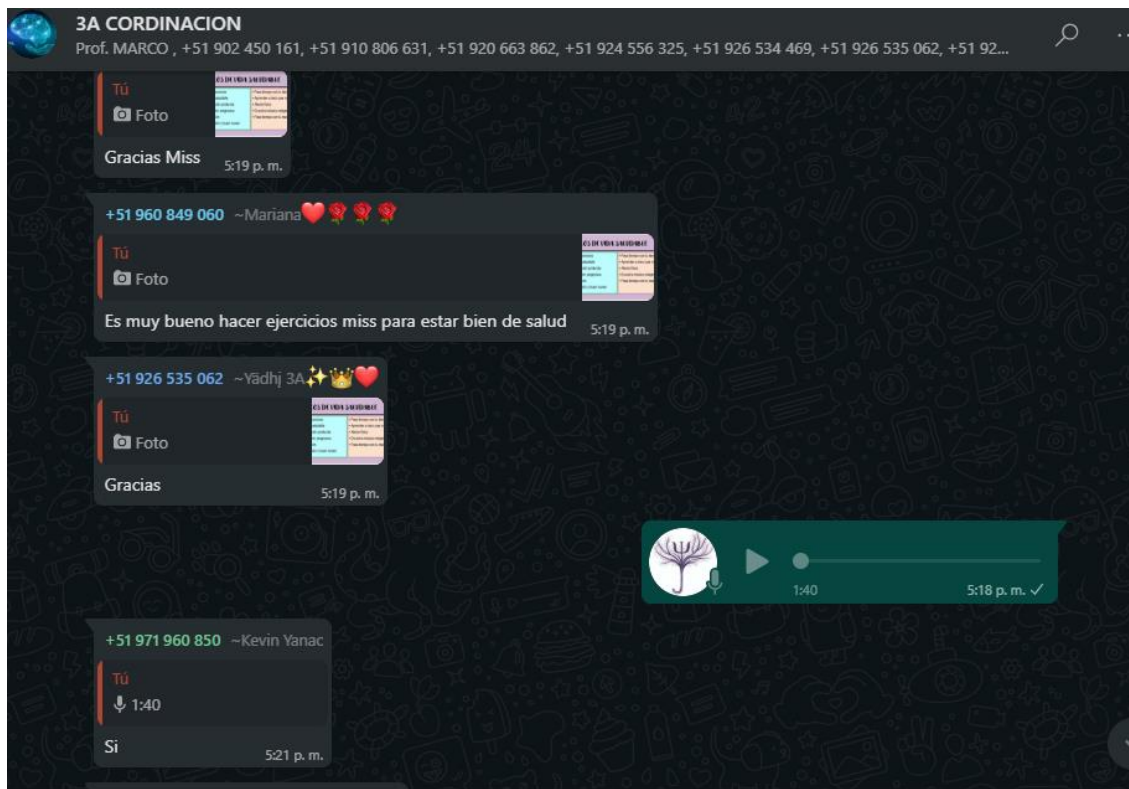 3A CORDINACION
Prof. MARCO , +51 902 450 161, +51 910 806 631, +51 920 663 862, +51 924 556 325, +51 926 534 469, +51 926 535 062, +51 92...
Tú
Foto
Gracias Miss 5:19 p. m.
+51 960 849 060 ~Mariana❤️🌹🌹🌹
Tú
Foto
Es muy bueno hacer ejercicios miss para estar bien de salud 5:19 p. m.
+51 926 535 062 ~Yādhj 3A✨👑❤️
Tú
Foto
Gracias 5:19 p. m.
1:40 5:18 p. m.
+51 971 960 850 ~Kevin Yanac
Tú
1:40
Si 5:21 p. m.